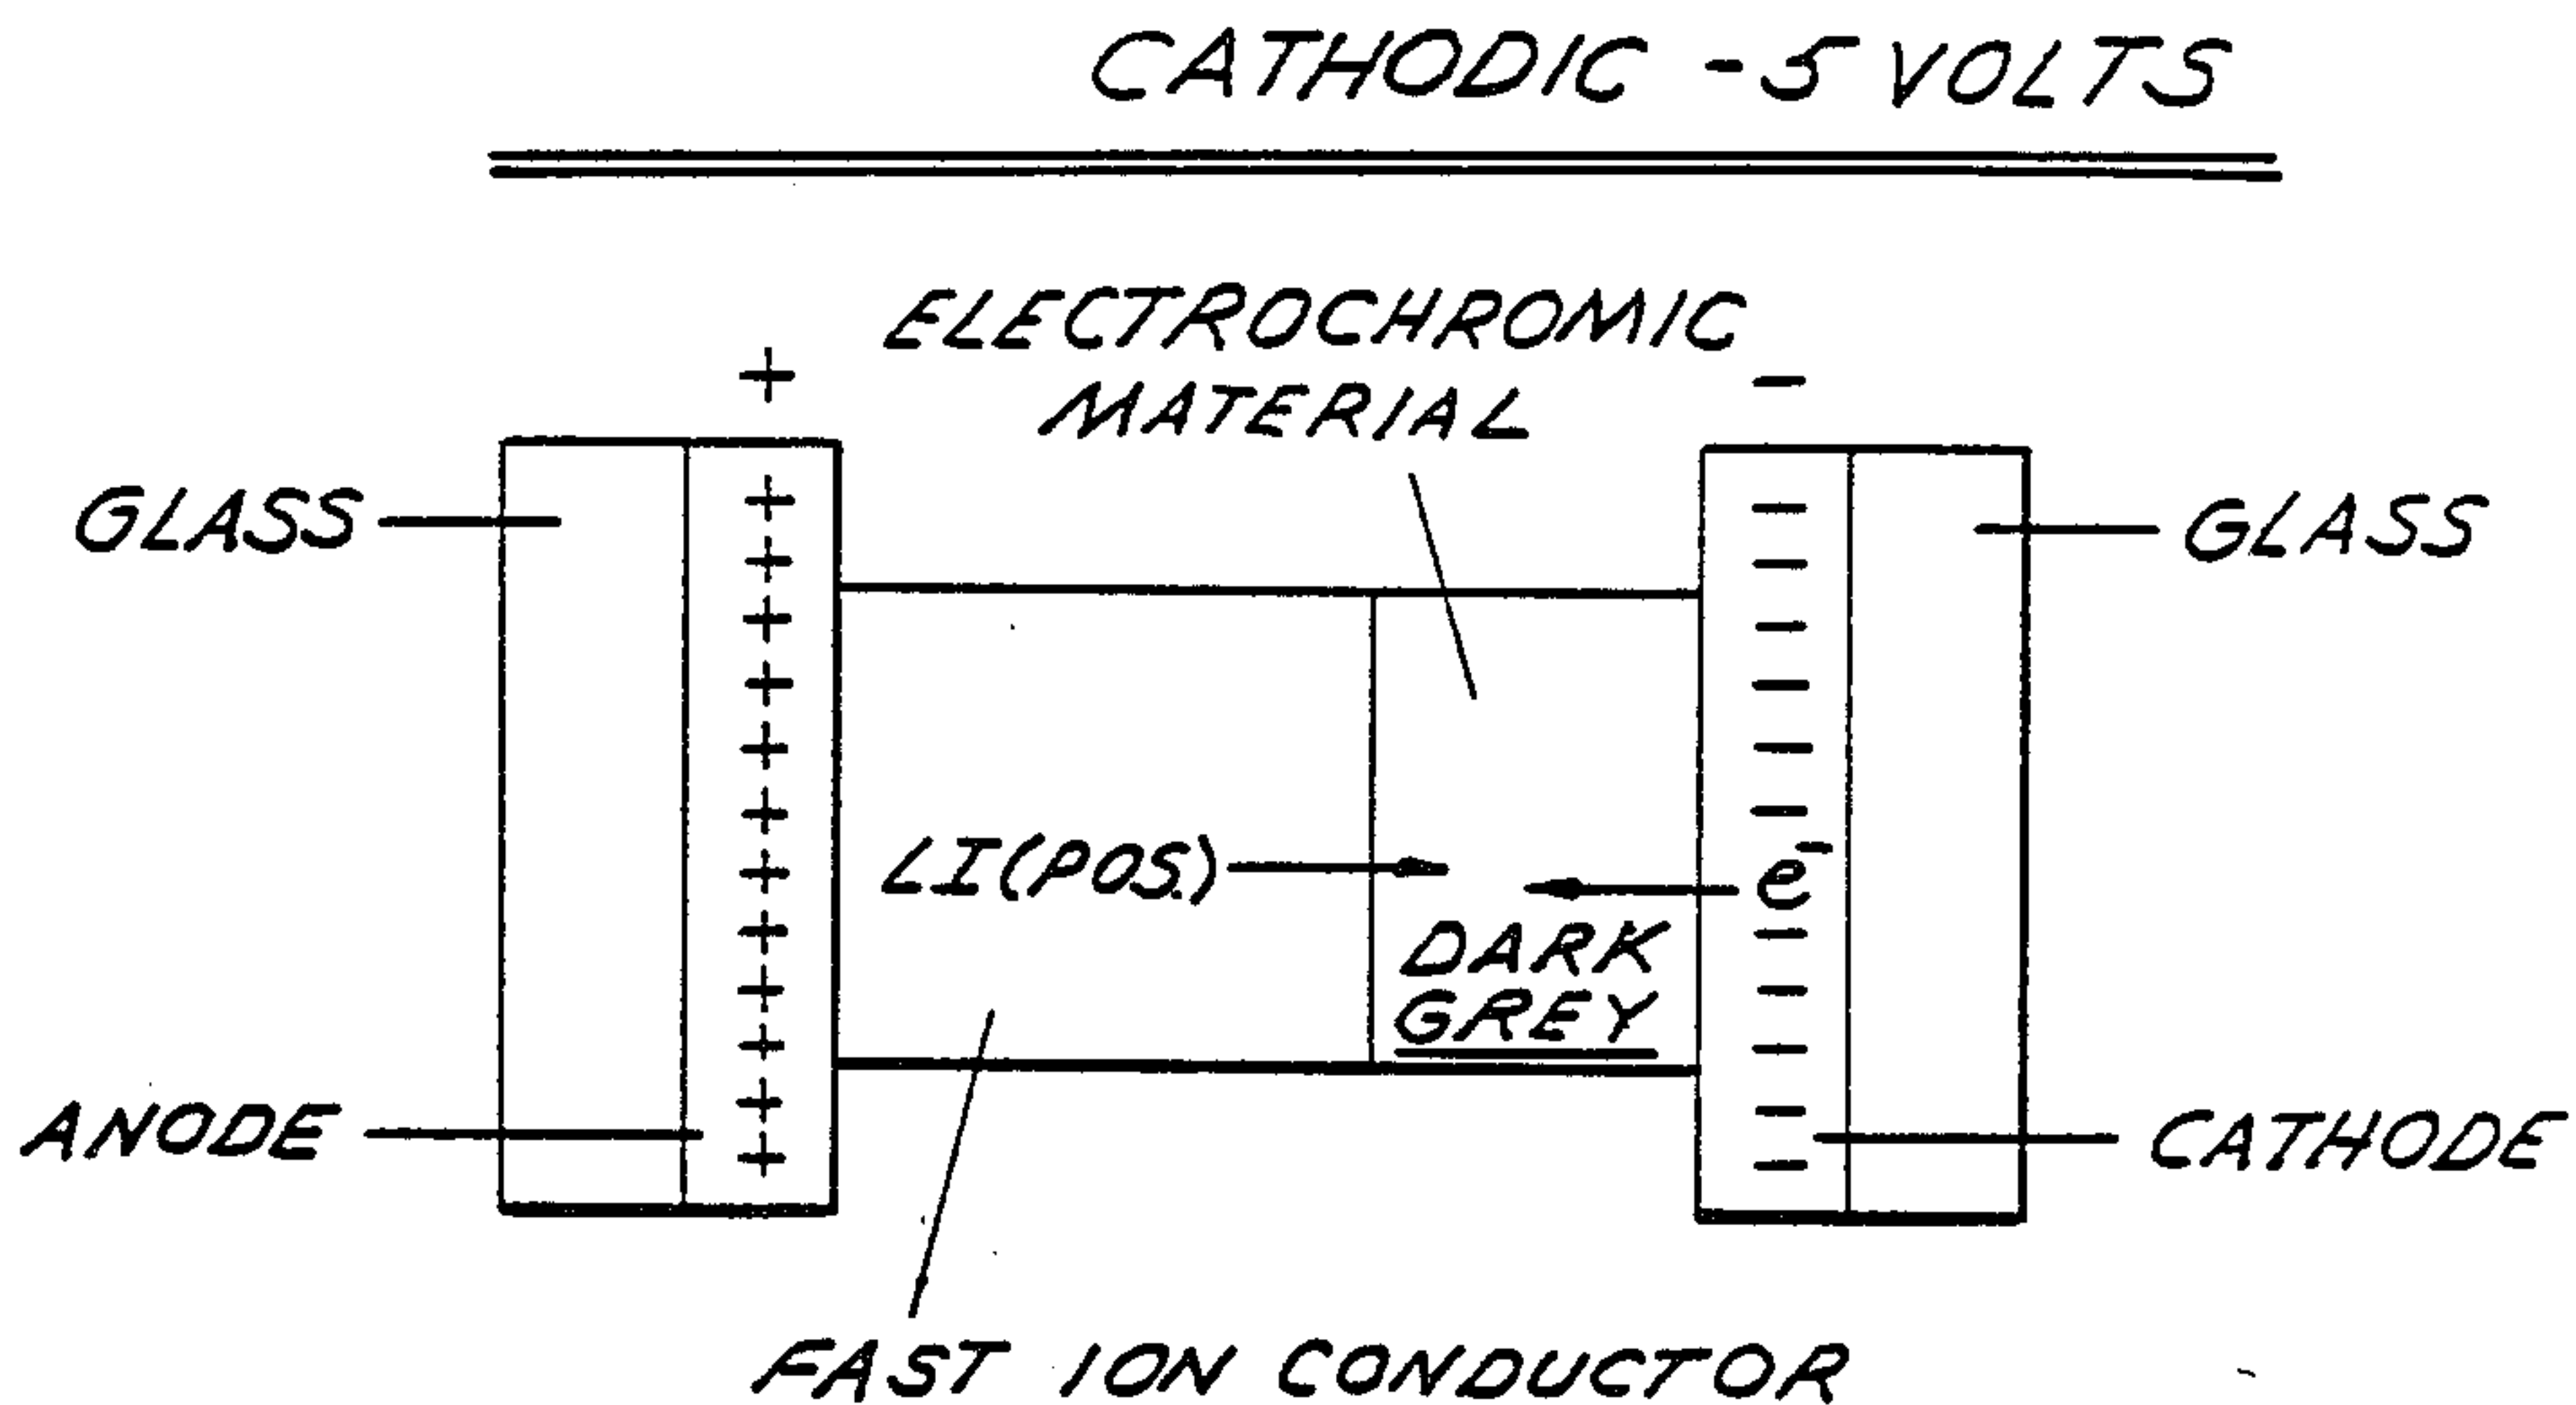 CATHODIC -5 VOLTS
ELECTROCHROMIC
MATERIAL
+
-
GLASS
GLASS
+
+
+
+
+
+
+
+
+
+
+
+
-
-
-
-
-
-
e-
-
-
-
-
-
LI(POS.)
DARK
GREY
ANODE
CATHODE
FAST ION CONDUCTOR